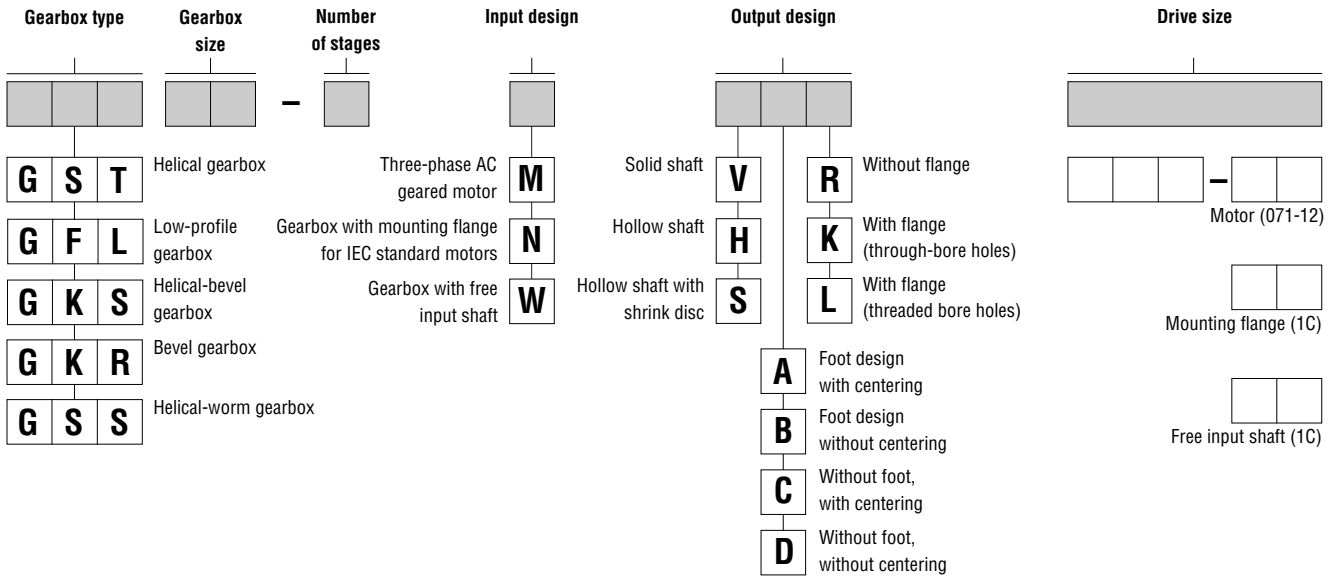 Gearbox type
Gearbox
size
Number
of stages
Input design
Output design
Drive size
–
G S T
Helical gearbox
G F L
Low-profile
gearbox
G K S
Helical-bevel
gearbox
G K R
Bevel gearbox
G S S
Helical-worm gearbox
Three-phase AC
geared motor
M
Gearbox with mounting flange
for IEC standard motors
N
Gearbox with free
input shaft
W
Solid shaft
V
Hollow shaft
H
Hollow shaft with
shrink disc
S
R
Without flange
K
With flange
(through-bore holes)
L
With flange
(threaded bore holes)
A
Foot design
with centering
B
Foot design
without centering
C
Without foot,
with centering
D
Without foot,
without centering
–
Motor (071-12)
Mounting flange (1C)
Free input shaft (1C)